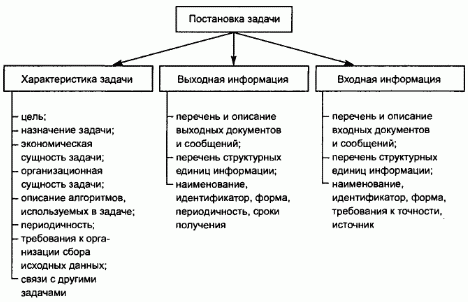 Постановка задачи
Характеристика задачи
цель;
назначение задачи;
экономическая
сущность задачи;
организационная
сущность задачи;
описание алгоритмов,
используемых в задаче;
периодичность;
требования к орга-
низации сбора
исходных данных;
связи с другими
задачами
Выходная информация
перечень и описание
выходных документов
и сообщений;
перечень структурных
единиц информации;
наименование,
идентификатор, форма,
периодичность, сроки
получения
Входная информация
перечень и описание
входных документов
и сообщений;
перечень структурных
единиц информации;
наименование,
идентификатор, форма,
требования к точности,
источник